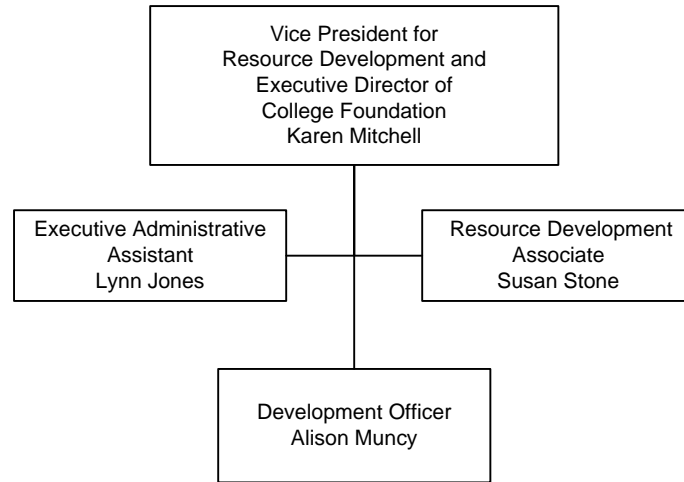 Vice President for
Resource Development and
Executive Director of
College Foundation
Karen Mitchell
Executive Administrative
Assistant
Lynn Jones
Resource Development
Associate
Susan Stone
Development Officer
Alison Muncy